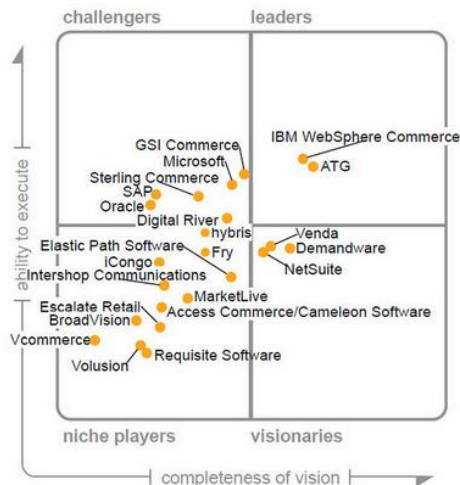 challengers
leaders
IBM WebSphere Commerce
GSI Commerce
Microsoft
ATG
Sterling Commerce
SAP
Oracle
Digital River
hybris
Venda
Elastic Path Software
Demandware
Fry
iCongo
NetSuite
Intershop Communications
MarketLive
Escalate Retail
Access Commerce/Cameleon Software
BroadVision
Vcommerce
Requisite Software
Volusion
niche players
visionaries
ability to execute
completeness of vision